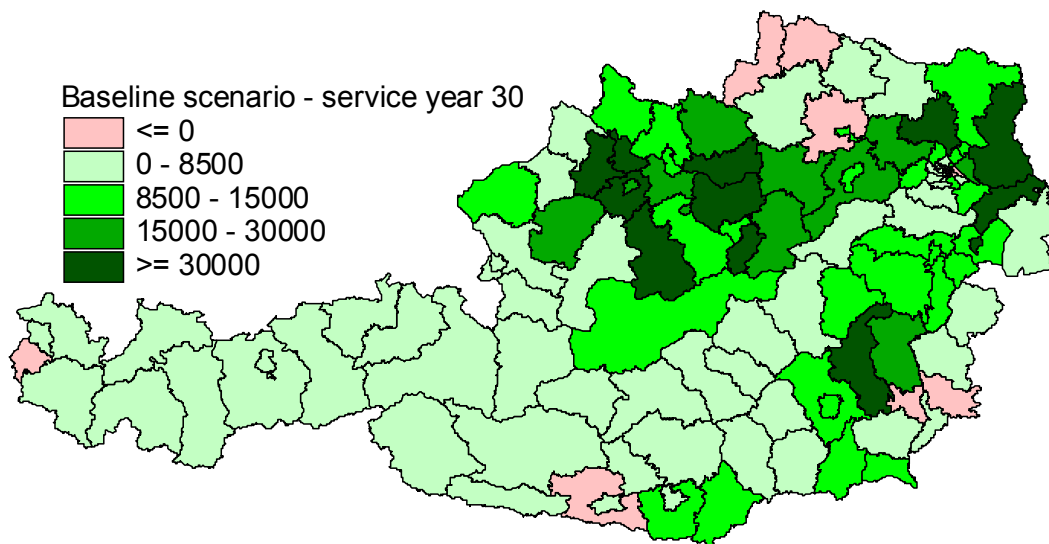 Baseline scenario - service year 30
<= 0
0 - 8500
8500 - 15000
15000 - 30000
>= 30000